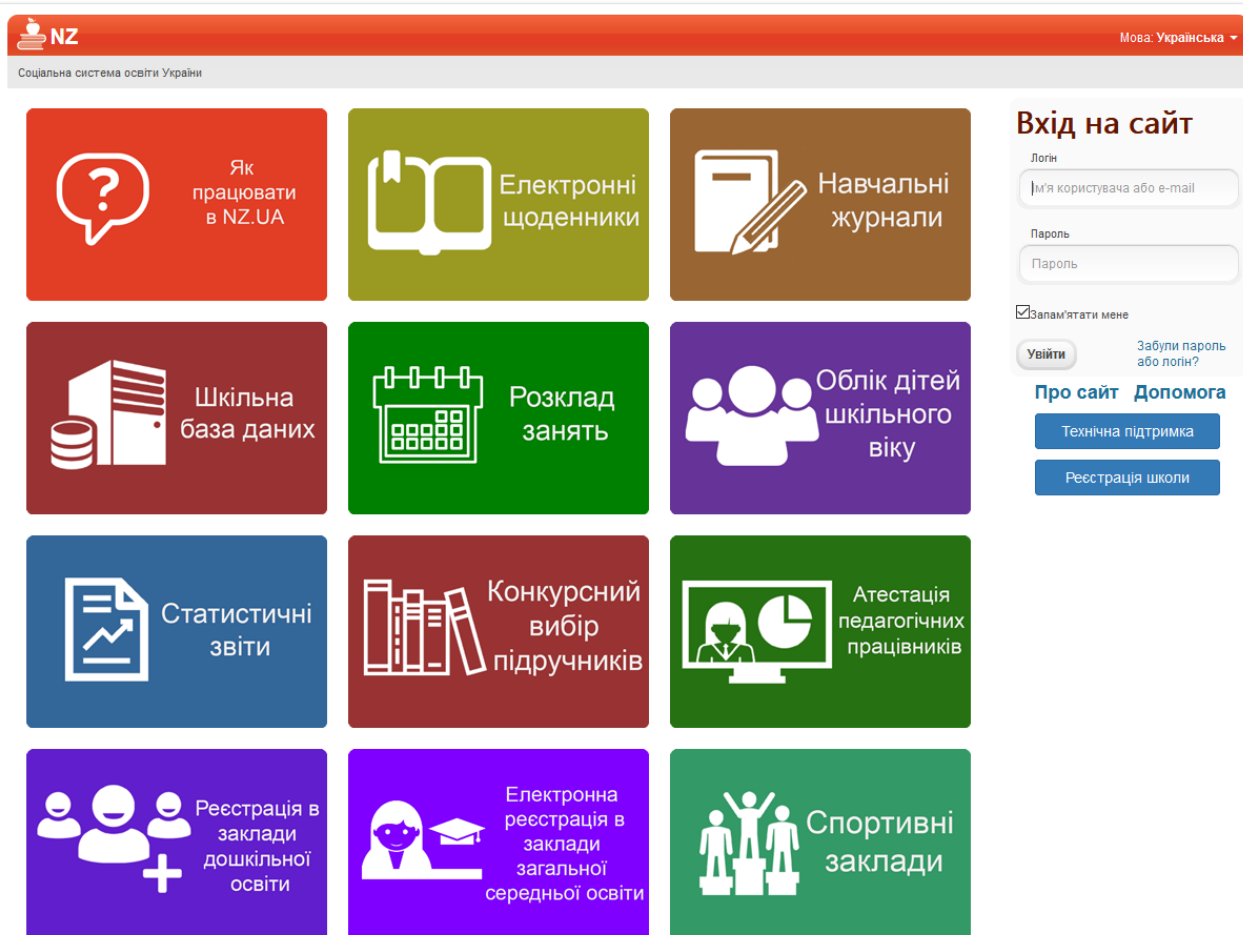 NZ
Мова: Українська
Соціальна система освіти України
Як
працювати
в NZ.UA
Електронні
щоденники
Навчальні
журнали
Шкільна
база даних
Розклад
занять
Облік дітей
шкільного
віку
Статистичні
звіти
Конкурсний
вибір
підручників
Атестація
педагогічних
працівників
Реєстрація в
заклади
дошкільної
освіти
Електронна
реєстрація в
заклади
загальної
середньої освіти
Спортивні
заклади
Вхід на сайт
Логін
Ім'я користувача або e-mail
Пароль
Пароль
Запам'ятати мене
Увійти
Забули пароль
або логін?
Про сайт Допомога
Технічна підтримка
Реєстрація школи